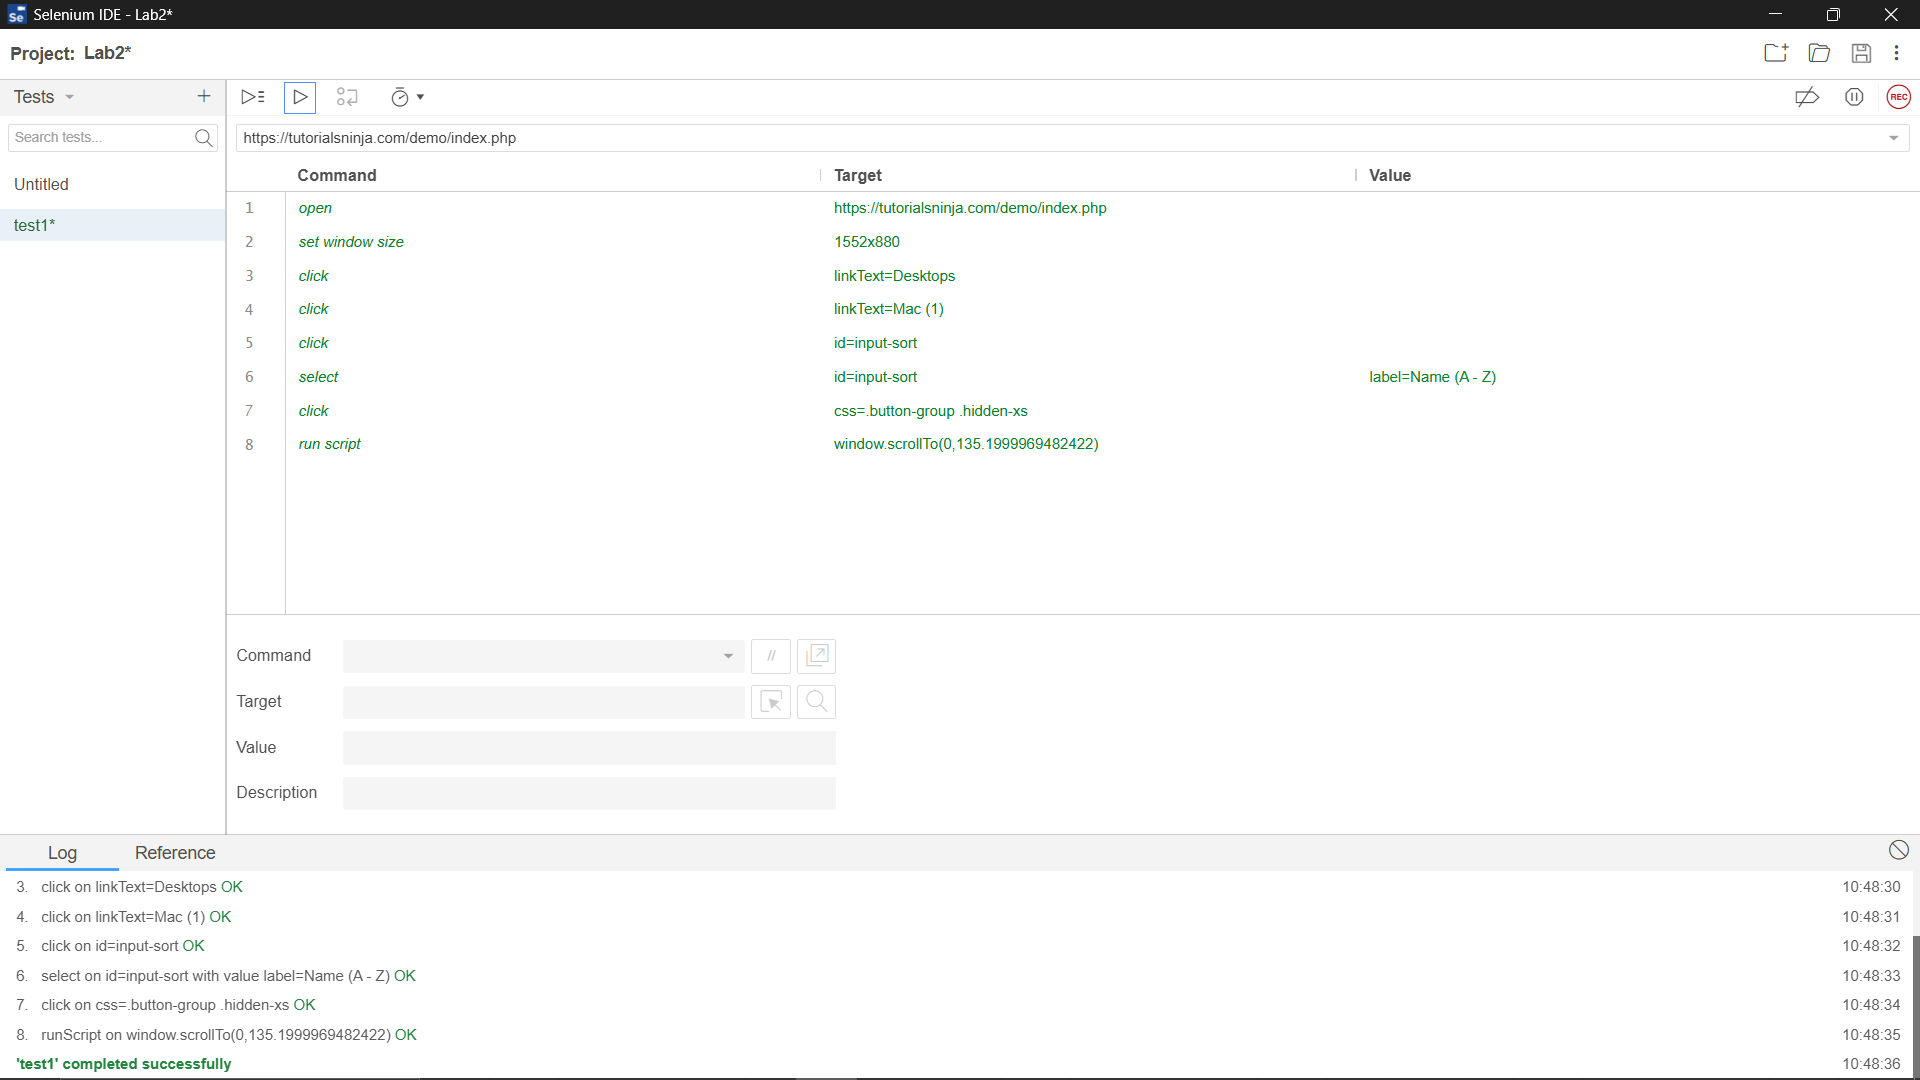 Se Selenium IDE - Lab2*
Project: Lab2*
Tests +
Search tests...
Untitled
test1*
REC
https://tutorialsninja.com/demo/index.php
Command Target Value
1 open https://tutorialsninja.com/demo/index.php
2 set window size 1552x880
3 click linkText=Desktops
4 click linkText=Mac (1)
5 click id=input-sort
6 select id=input-sort label=Name (A - Z)
7 click css=.button-group .hidden-xs
8 run script window.scrollTo(0,135.1999969482422)
Command //
Target
Value
Description
Log Reference
3. click on linkText=Desktops OK 10:48:30
4. click on linkText=Mac (1) OK 10:48:31
5. click on id=input-sort OK 10:48:32
6. select on id=input-sort with value label=Name (A - Z) OK 10:48:33
7. click on css=.button-group .hidden-xs OK 10:48:34
8. runScript on window.scrollTo(0,135.1999969482422) OK 10:48:35
'test1' completed successfully 10:48:36